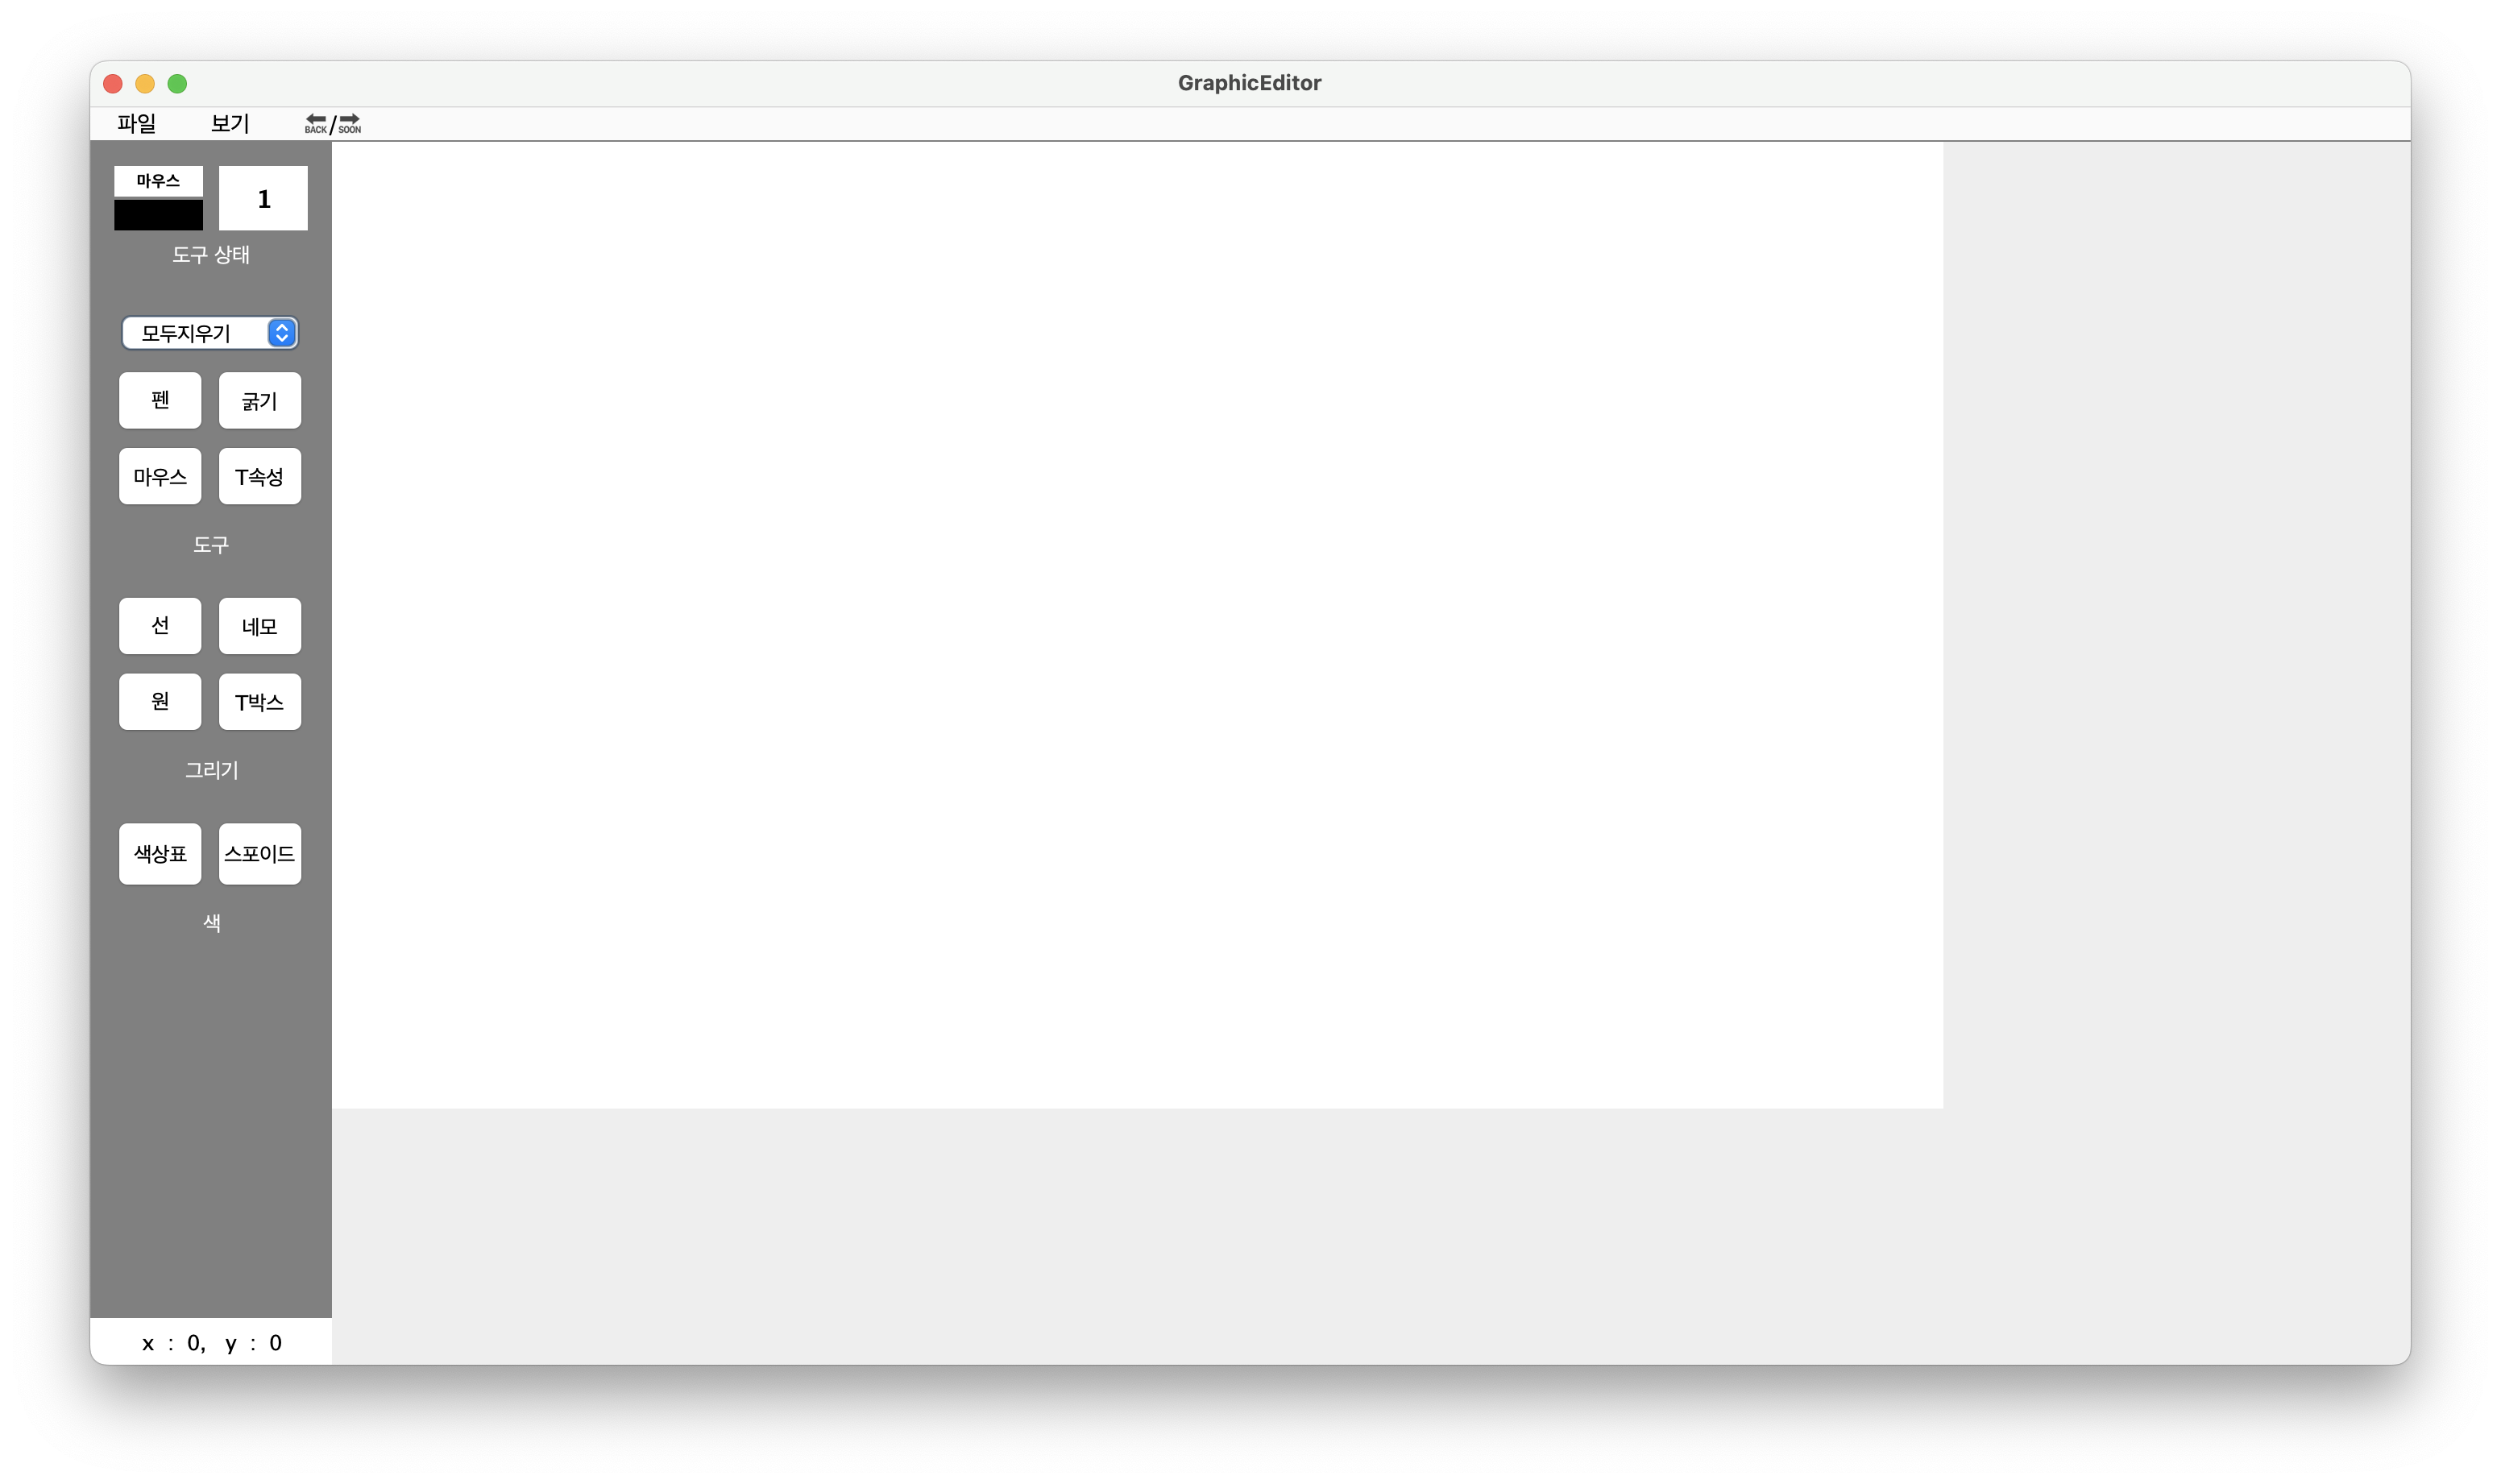 GraphicEditor
파일 보기 BACK/SOON
마우스 1
도구 상태
모두지우기
펜 굵기
마우스 T속성
도구
선 네모
원 T박스
그리기
색상표 스포이드
색
x : 0, y : 0